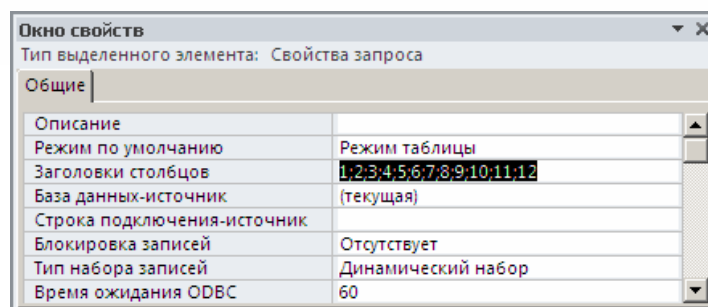 Окно свойств
Тип выделенного элемента: Свойства запроса
Общие
Описание
Режим по умолчанию Режим таблицы
Заголовки столбцов 1;2;3;4;5;6;7;8;9;10;11;12
База данных-источник (текущая)
Строка подключения-источник
Блокировка записей Отсутствует
Тип набора записей Динамический набор
Время ожидания ODBC 60